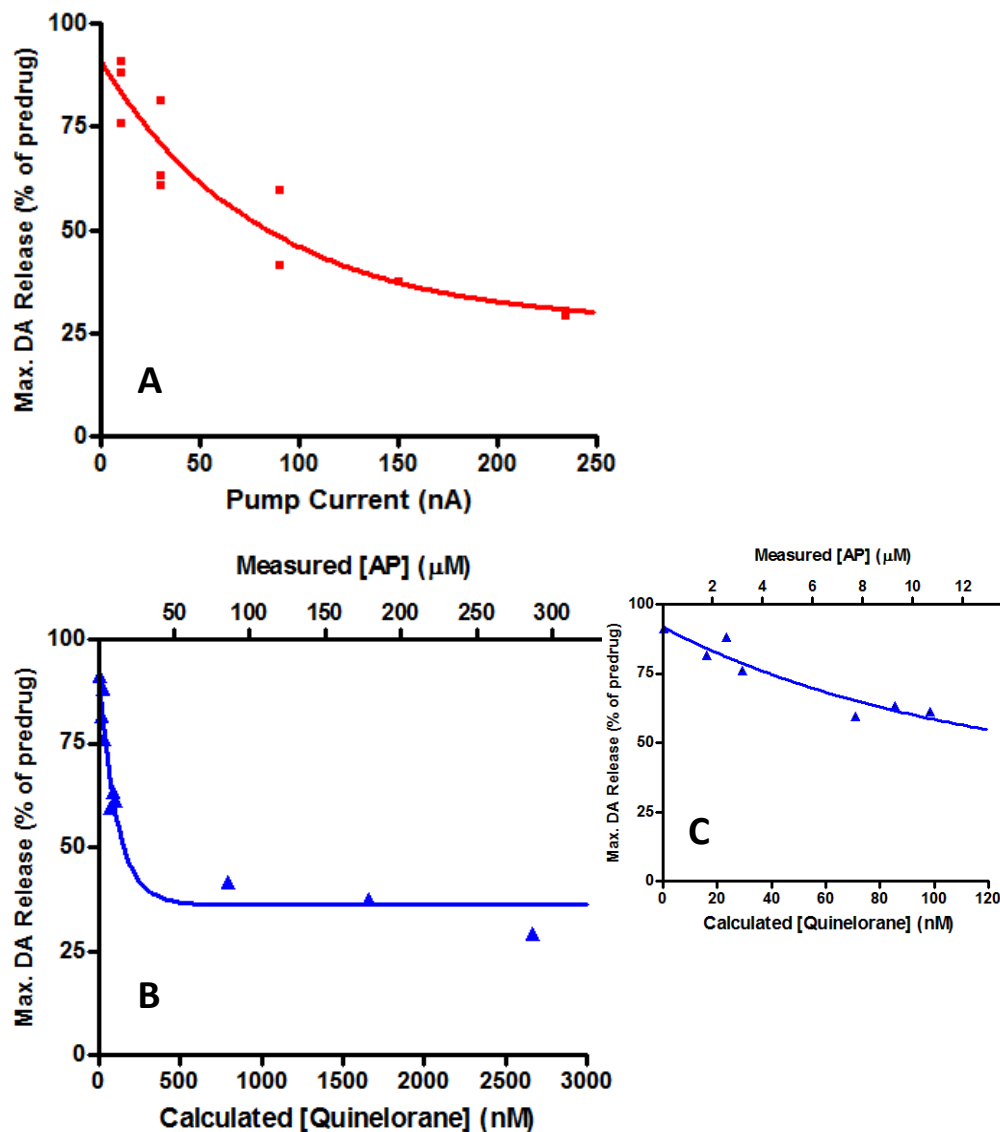 Max. DA Release (% of predrug)
100
75
50
25
0
A
0 50 100 150 200 250
Pump Current (nA)
Measured [AP] (μM)
50 100 150 200 250 300
Max. DA Release (% of predrug)
100
75
50
25
0
B
0 500 1000 1500 2000 2500 3000
Calculated [Quinelorane] (nM)
Measured [AP] (μM)
2 4 6 8 10 12
Max. DA Release (% of predrug)
100
75
50
25
0
C
0 20 40 60 80 100 120
Calculated [Quinelorane] (nM)